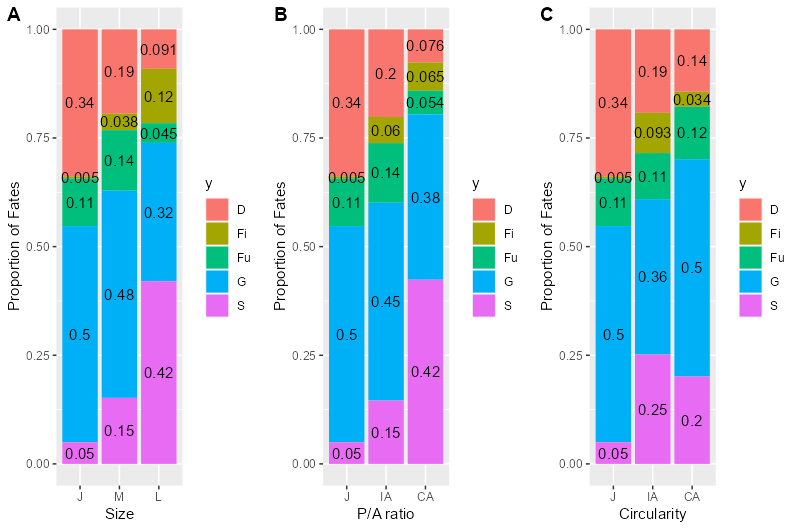 A
Proportion of Fates
1.00
0.75
0.50
0.25
0.00
0.34
0.005
0.11
0.5
0.05
0.19
0.038
0.14
0.48
0.15
0.091
0.12
0.045
0.32
0.42
J M L
Size
y
D
Fi
Fu
G
S
B
Proportion of Fates
1.00
0.75
0.50
0.25
0.00
0.34
0.005
0.11
0.5
0.05
0.2
0.06
0.14
0.45
0.15
0.076
0.065
0.054
0.38
0.42
J IA CA
P/A ratio
y
D
Fi
Fu
G
S
C
Proportion of Fates
1.00
0.75
0.50
0.25
0.00
0.34
0.005
0.11
0.5
0.05
0.19
0.093
0.11
0.36
0.25
0.14
0.034
0.12
0.5
0.2
J IA CA
Circularity
y
D
Fi
Fu
G
S